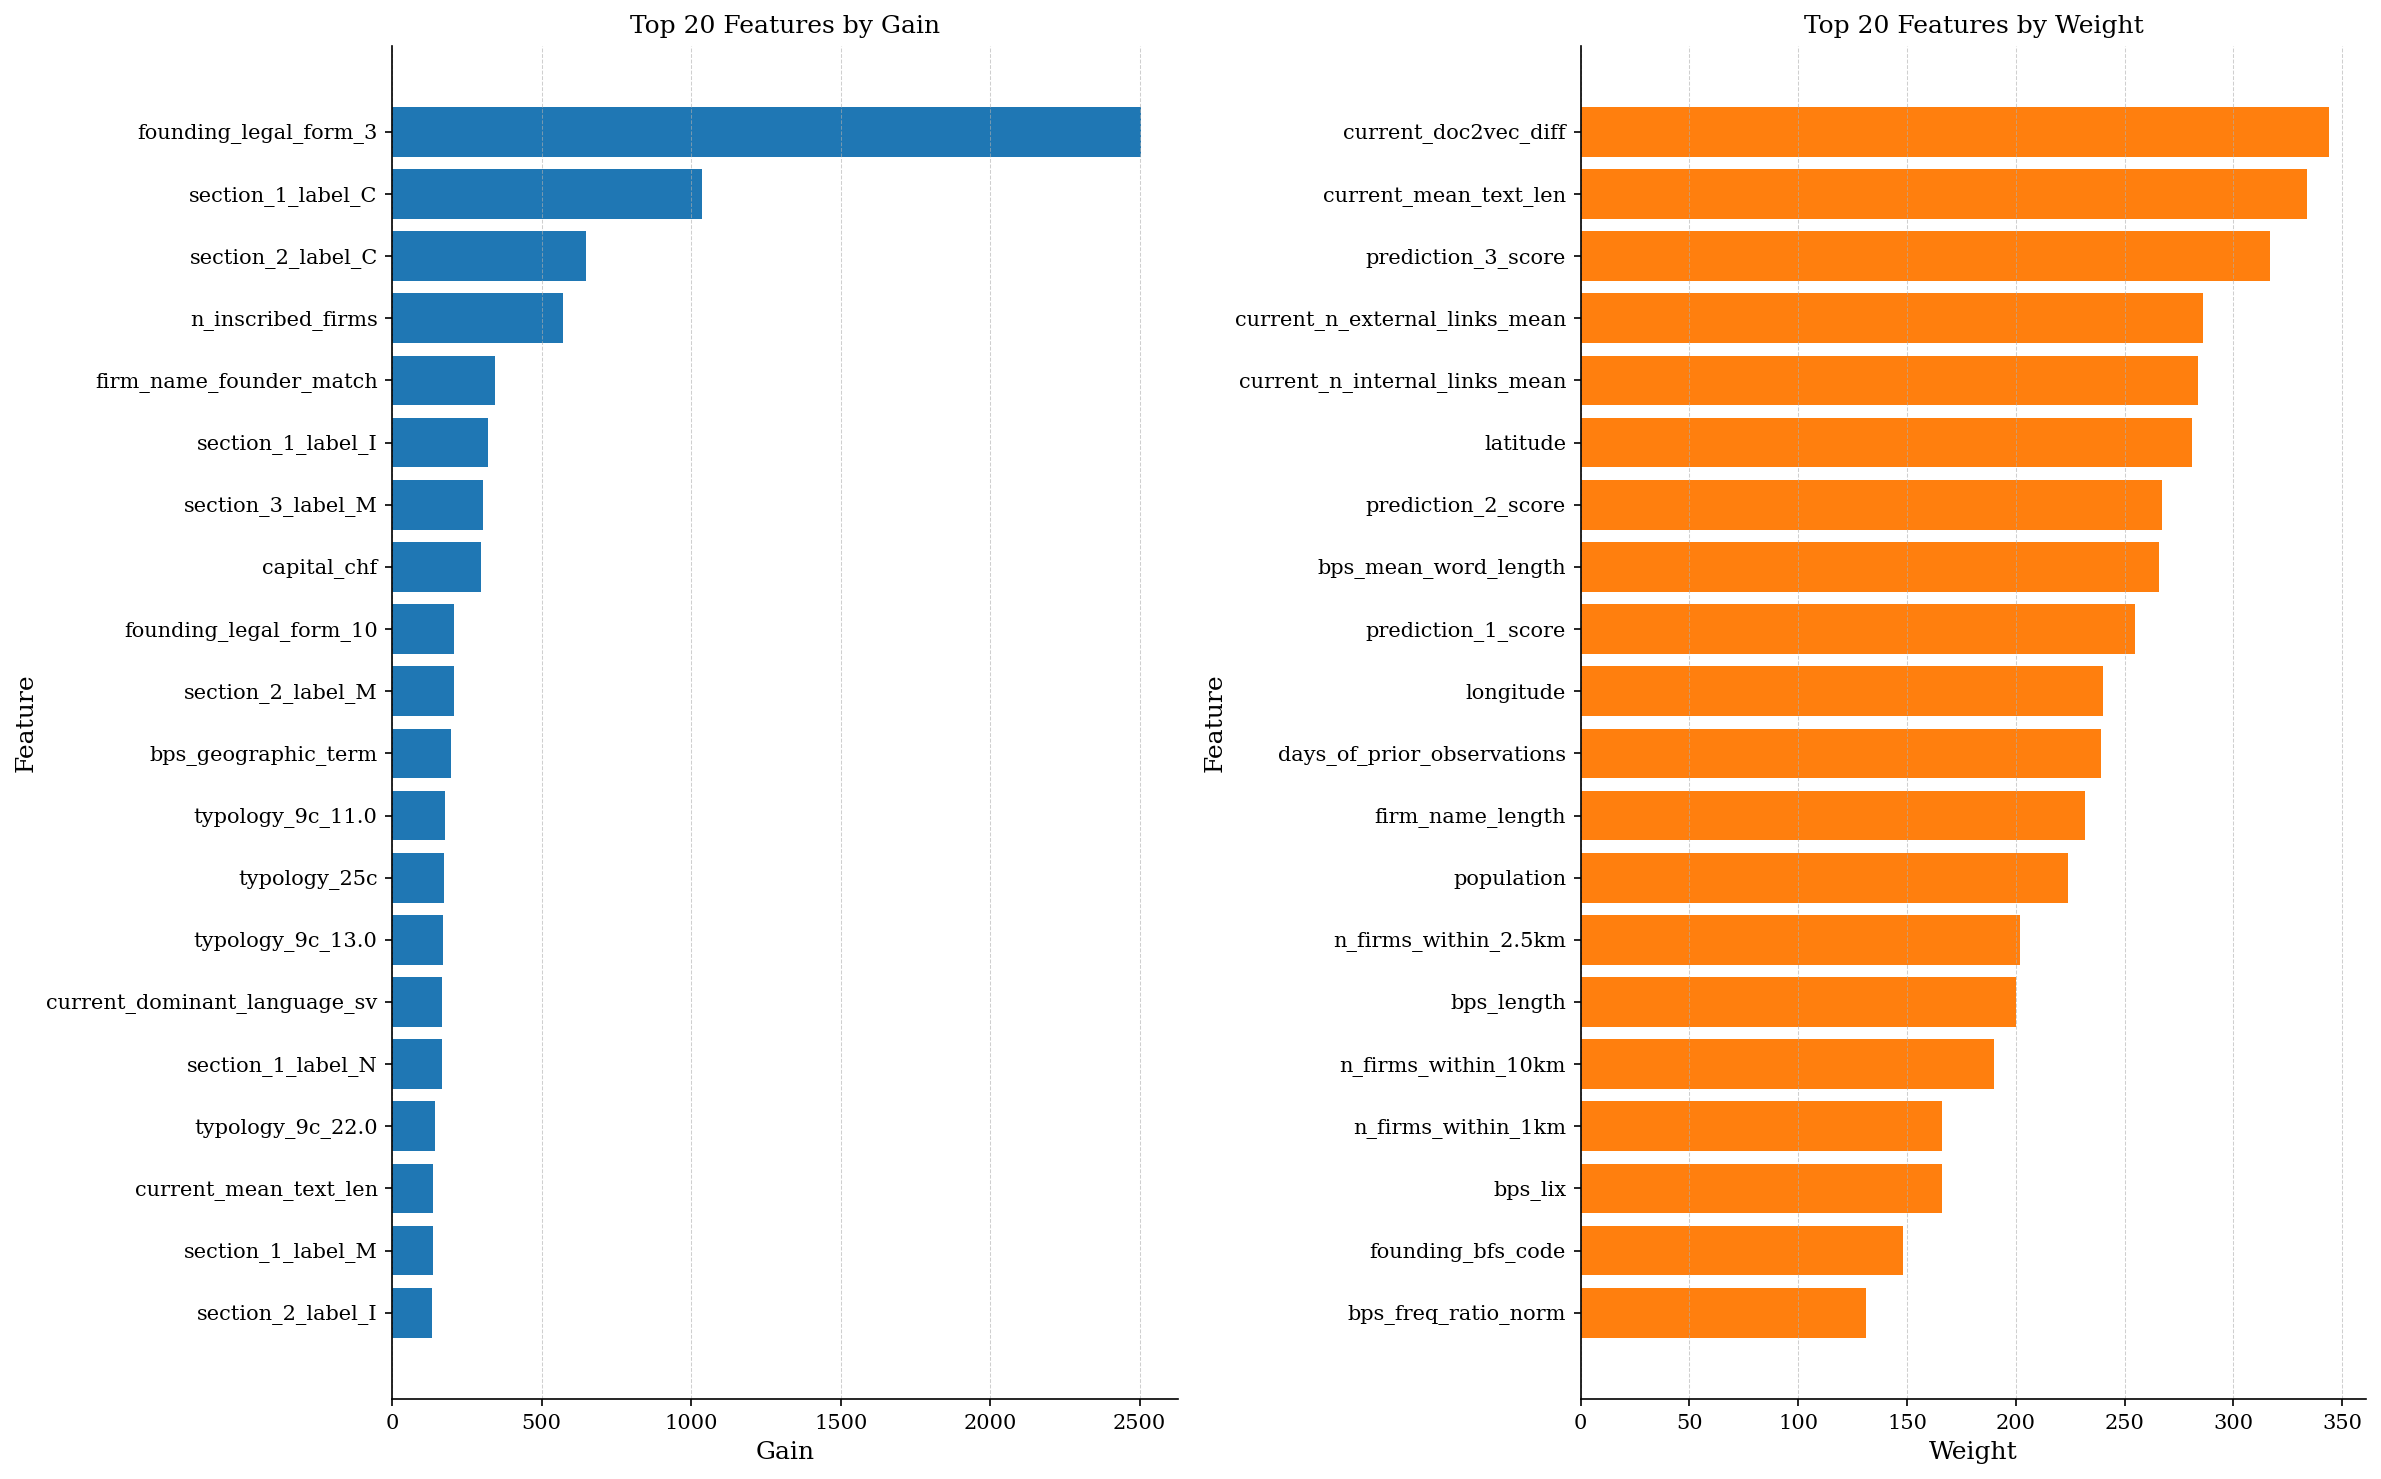 Top 20 Features by Gain
founding_legal_form_3
section_1_label_C
section_2_label_C
n_inscribed_firms
firm_name_founder_match
section_1_label_I
section_3_label_M
capital_chf
founding_legal_form_10
section_2_label_M
bps_geographic_term
typology_9c_11.0
typology_25c
typology_9c_13.0
current_dominant_language_sv
section_1_label_N
typology_9c_22.0
current_mean_text_len
section_1_label_M
section_2_label_I
Feature
0 500 1000 1500 2000 2500
Gain
Top 20 Features by Weight
current_doc2vec_diff
current_mean_text_len
prediction_3_score
current_n_external_links_mean
current_n_internal_links_mean
latitude
prediction_2_score
bps_mean_word_length
prediction_1_score
longitude
days_of_prior_observations
firm_name_length
population
n_firms_within_2.5km
bps_length
n_firms_within_10km
n_firms_within_1km
bps_lix
founding_bfs_code
bps_freq_ratio_norm
Feature
0 50 100 150 200 250 300 350
Weight